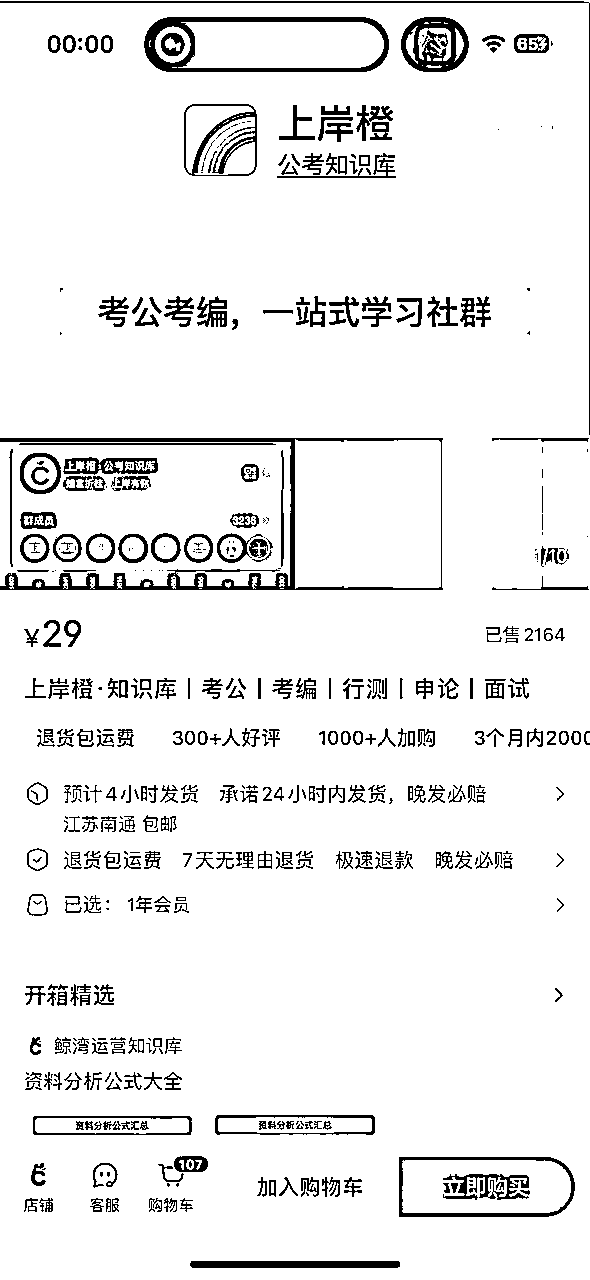 00:00
65
上岸橙
公考知识库
考公考编，一站式学习社群
上岸橙·公考知识库
群成员
3236
1/10
¥29
已售2164
上岸橙·知识库｜考公｜考编｜行测｜申论｜面试
退货包运费 300+人好评 1000+人加购 3个月内2000
预计4小时发货 承诺24小时内发货，晚发必赔
江苏南通 包邮
退货包运费 7天无理由退货 极速退款 晚发必赔
已选： 1年会员
开箱精选
鲸湾运营知识库
资料分析公式大全
资料分析公式汇总 资料分析公式汇总
店铺 客服 购物车 107 加入购物车 立即购买